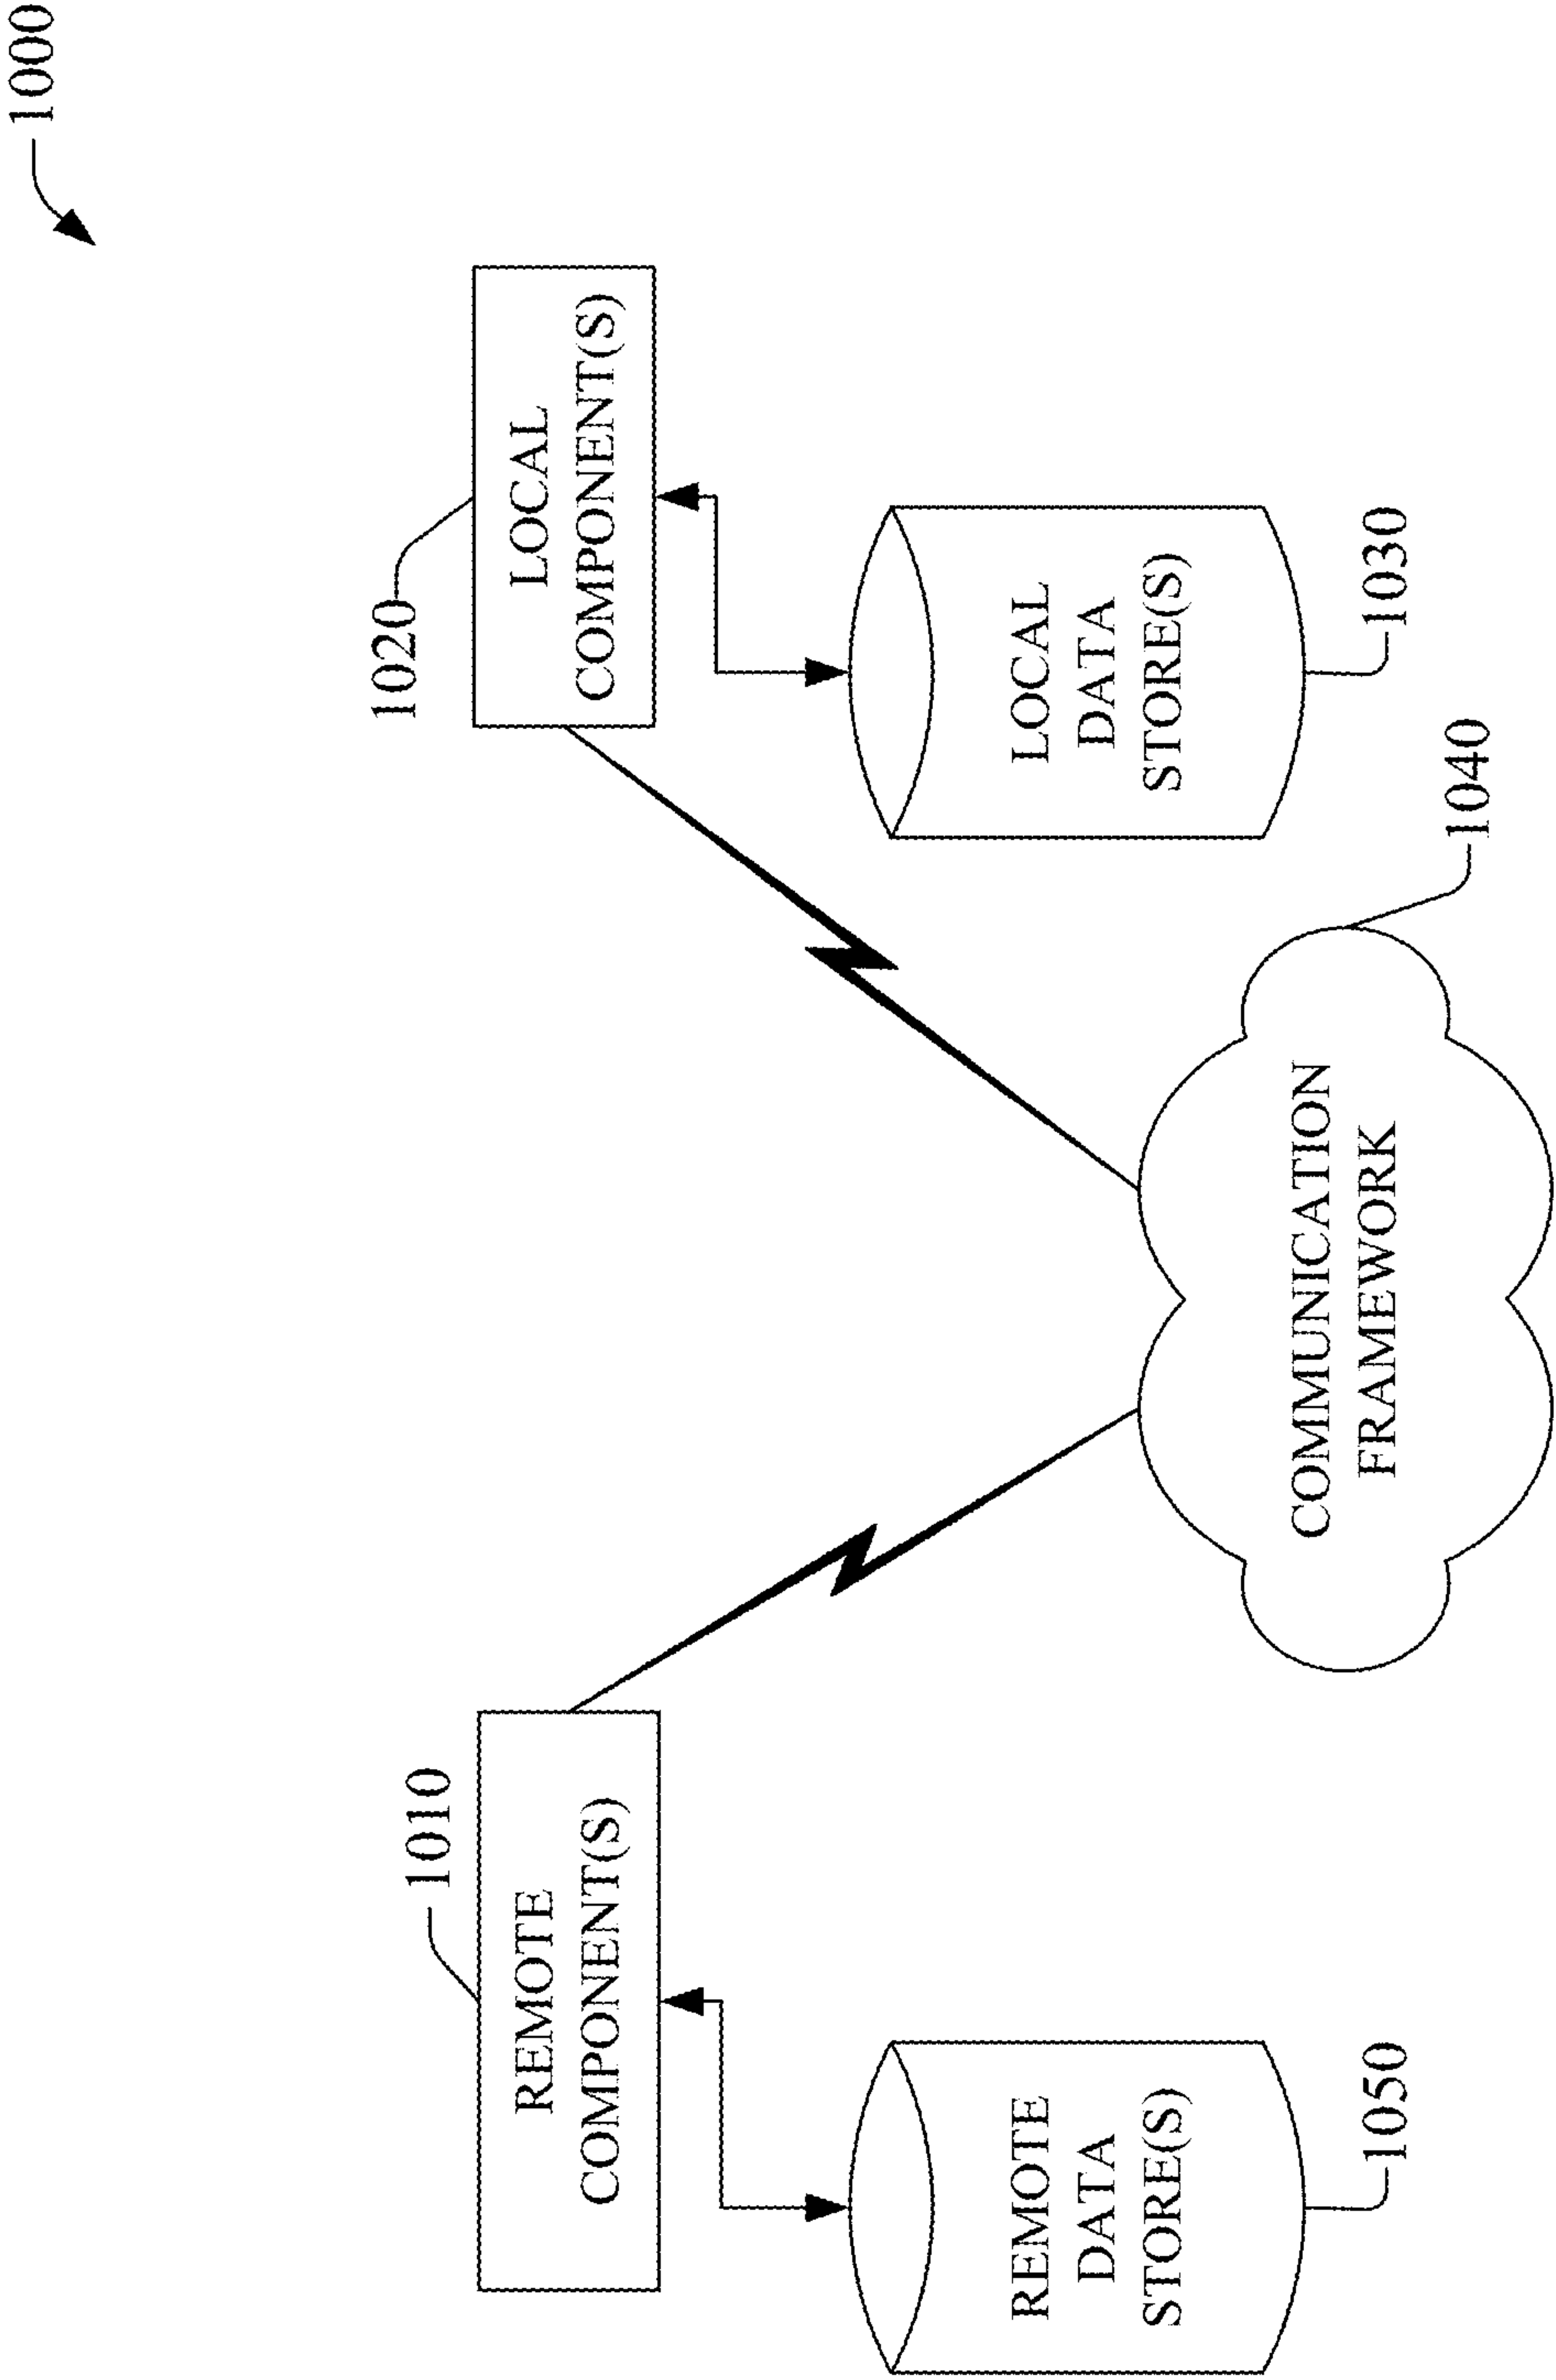 1000
1010
REMOTE
COMPONENT(S)
1020
LOCAL
COMPONENT(S)
REMOTE
DATA
STORE(S)
1050
LOCAL
DATA
STORE(S)
1030
COMMUNICATION
FRAMEWORK
1040